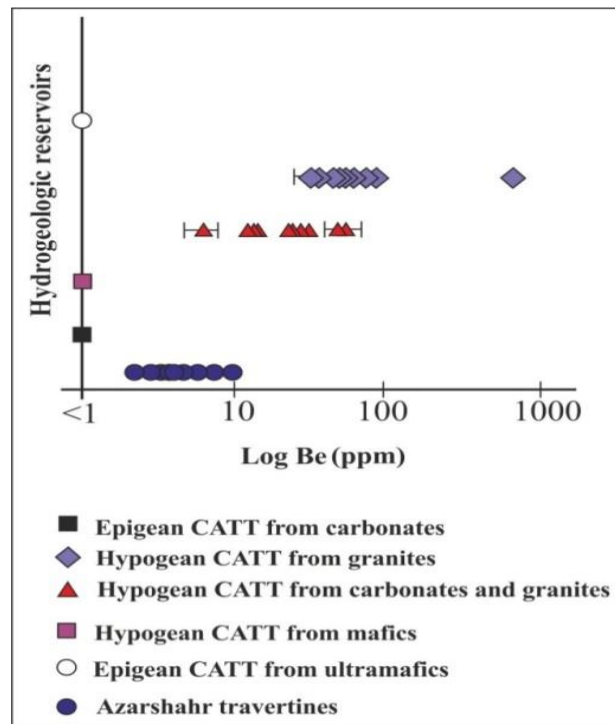 Hydrogeologic reservoirs
<1 10 100 1000
Log Be (ppm)
Epigean CATT from carbonates
Hypogean CATT from granites
Hypogean CATT from carbonates and granites
Hypogean CATT from mafics
Epigean CATT from ultramafics
Azarshahr travertines